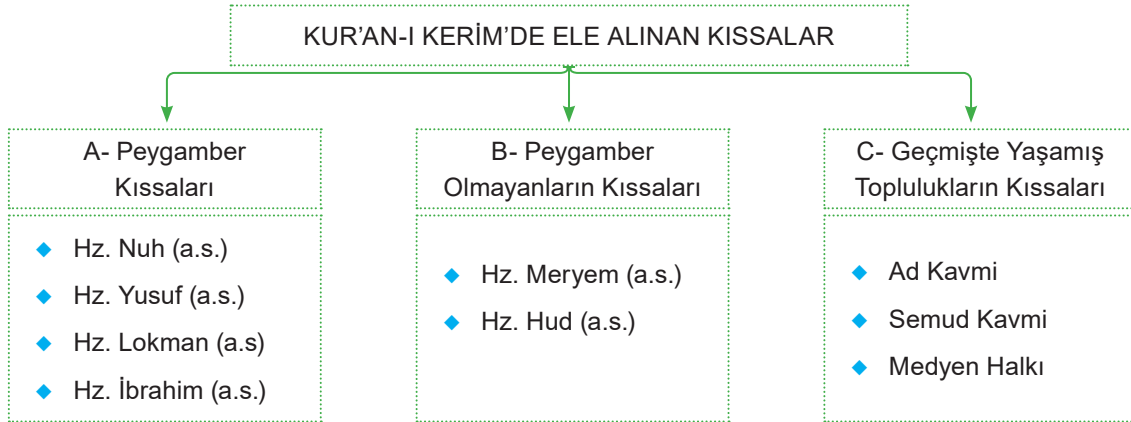 KUR’AN-I KERİM’DE ELE ALINAN KISSALAR
A- Peygamber
Kıssaları
Hz. Nuh (a.s.)
Hz. Yusuf (a.s.)
Hz. Lokman (a.s)
Hz. İbrahim (a.s.)
B- Peygamber
Olmayanların Kıssaları
Hz. Meryem (a.s.)
Hz. Hud (a.s.)
C- Geçmişte Yaşamış
Toplulukların Kıssaları
Ad Kavmi
Semud Kavmi
Medyen Halkı